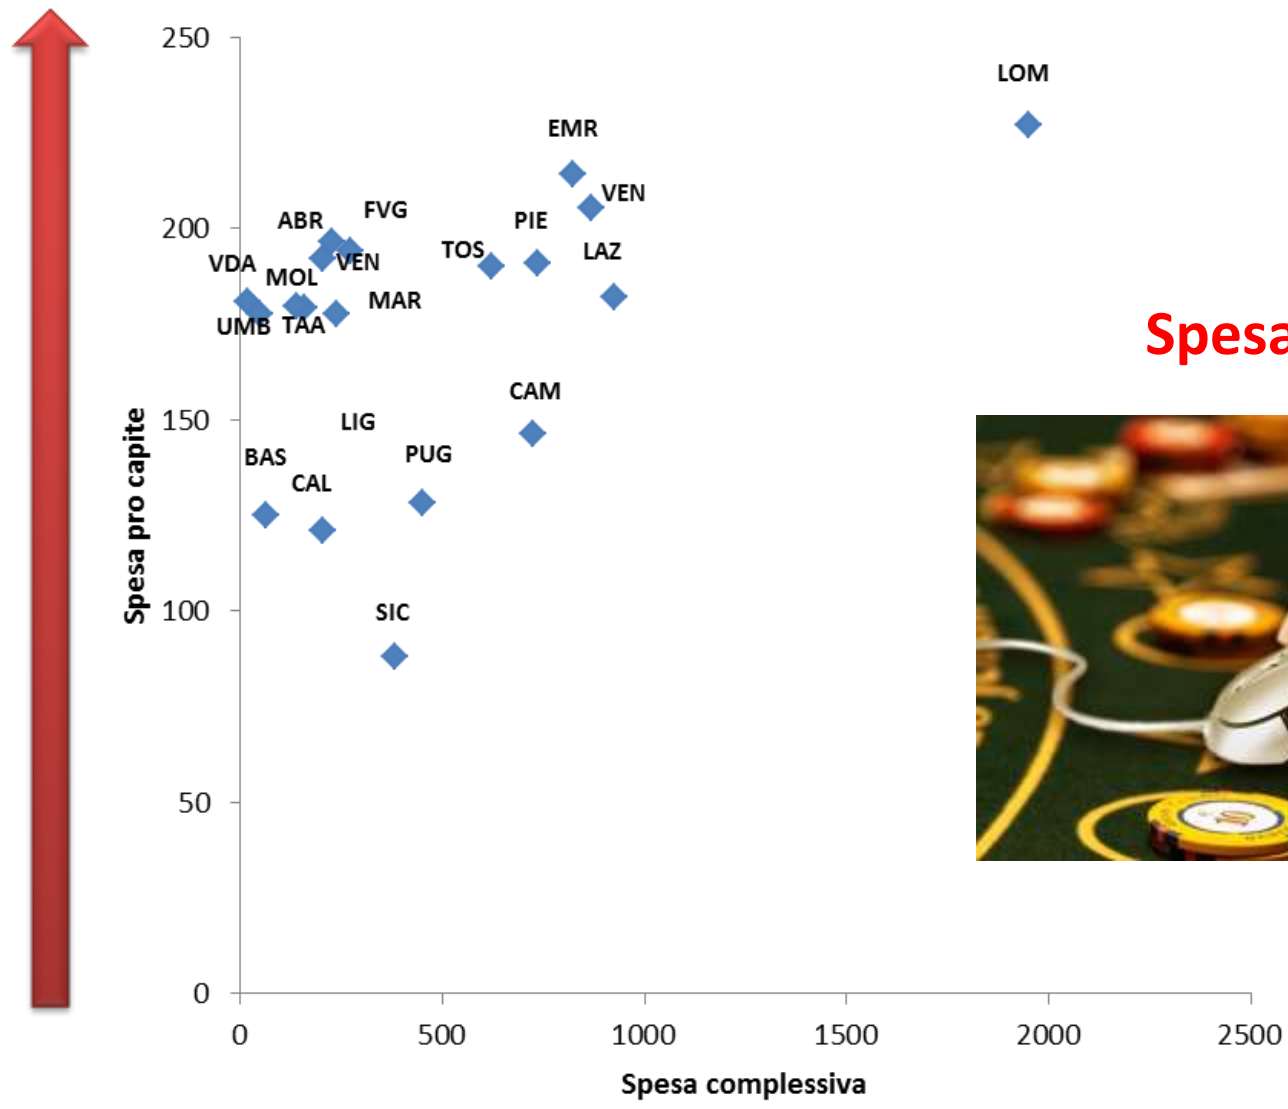 250
LOM
EMR
VEN
FVG
ABR
200
PIE
TOS
LAZ
VDA
VEN
MOL
MAR
UMB
TAA
Spesa
CAM
150
LIG
PUG
BAS
CAL
Spesa pro capite
100
SIC
50
10
0
0
500
1000
1500
2000
2500
Spesa complessiva